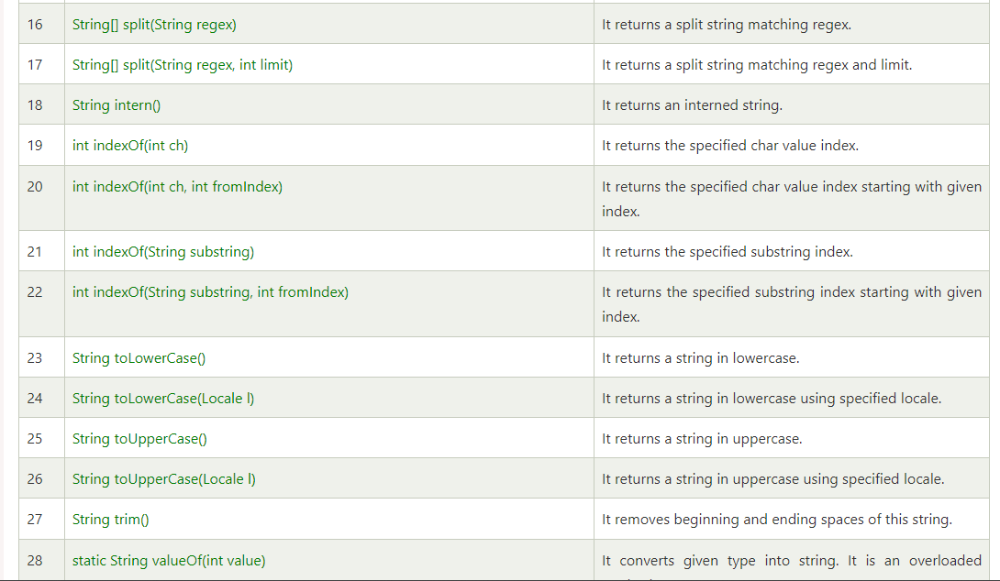 16 String[] split(String regex) It returns a split string matching regex.
17 String[] split(String regex, int limit) It returns a split string matching regex and limit.
18 String intern() It returns an interned string.
19 int indexOf(int ch) It returns the specified char value index.
20 int indexOf(int ch, int fromIndex) It returns the specified char value index starting with given
index.
21 int indexOf(String substring) It returns the specified substring index.
22 int indexOf(String substring, int fromIndex) It returns the specified substring index starting with given
index.
23 String toLowerCase() It returns a string in lowercase.
24 String toLowerCase(Locale l) It returns a string in lowercase using specified locale.
25 String toUpperCase() It returns a string in uppercase.
26 String toUpperCase(Locale l) It returns a string in uppercase using specified locale.
27 String trim() It removes beginning and ending spaces of this string.
28 static String valueOf(int value) It converts given type into string. It is an overloaded